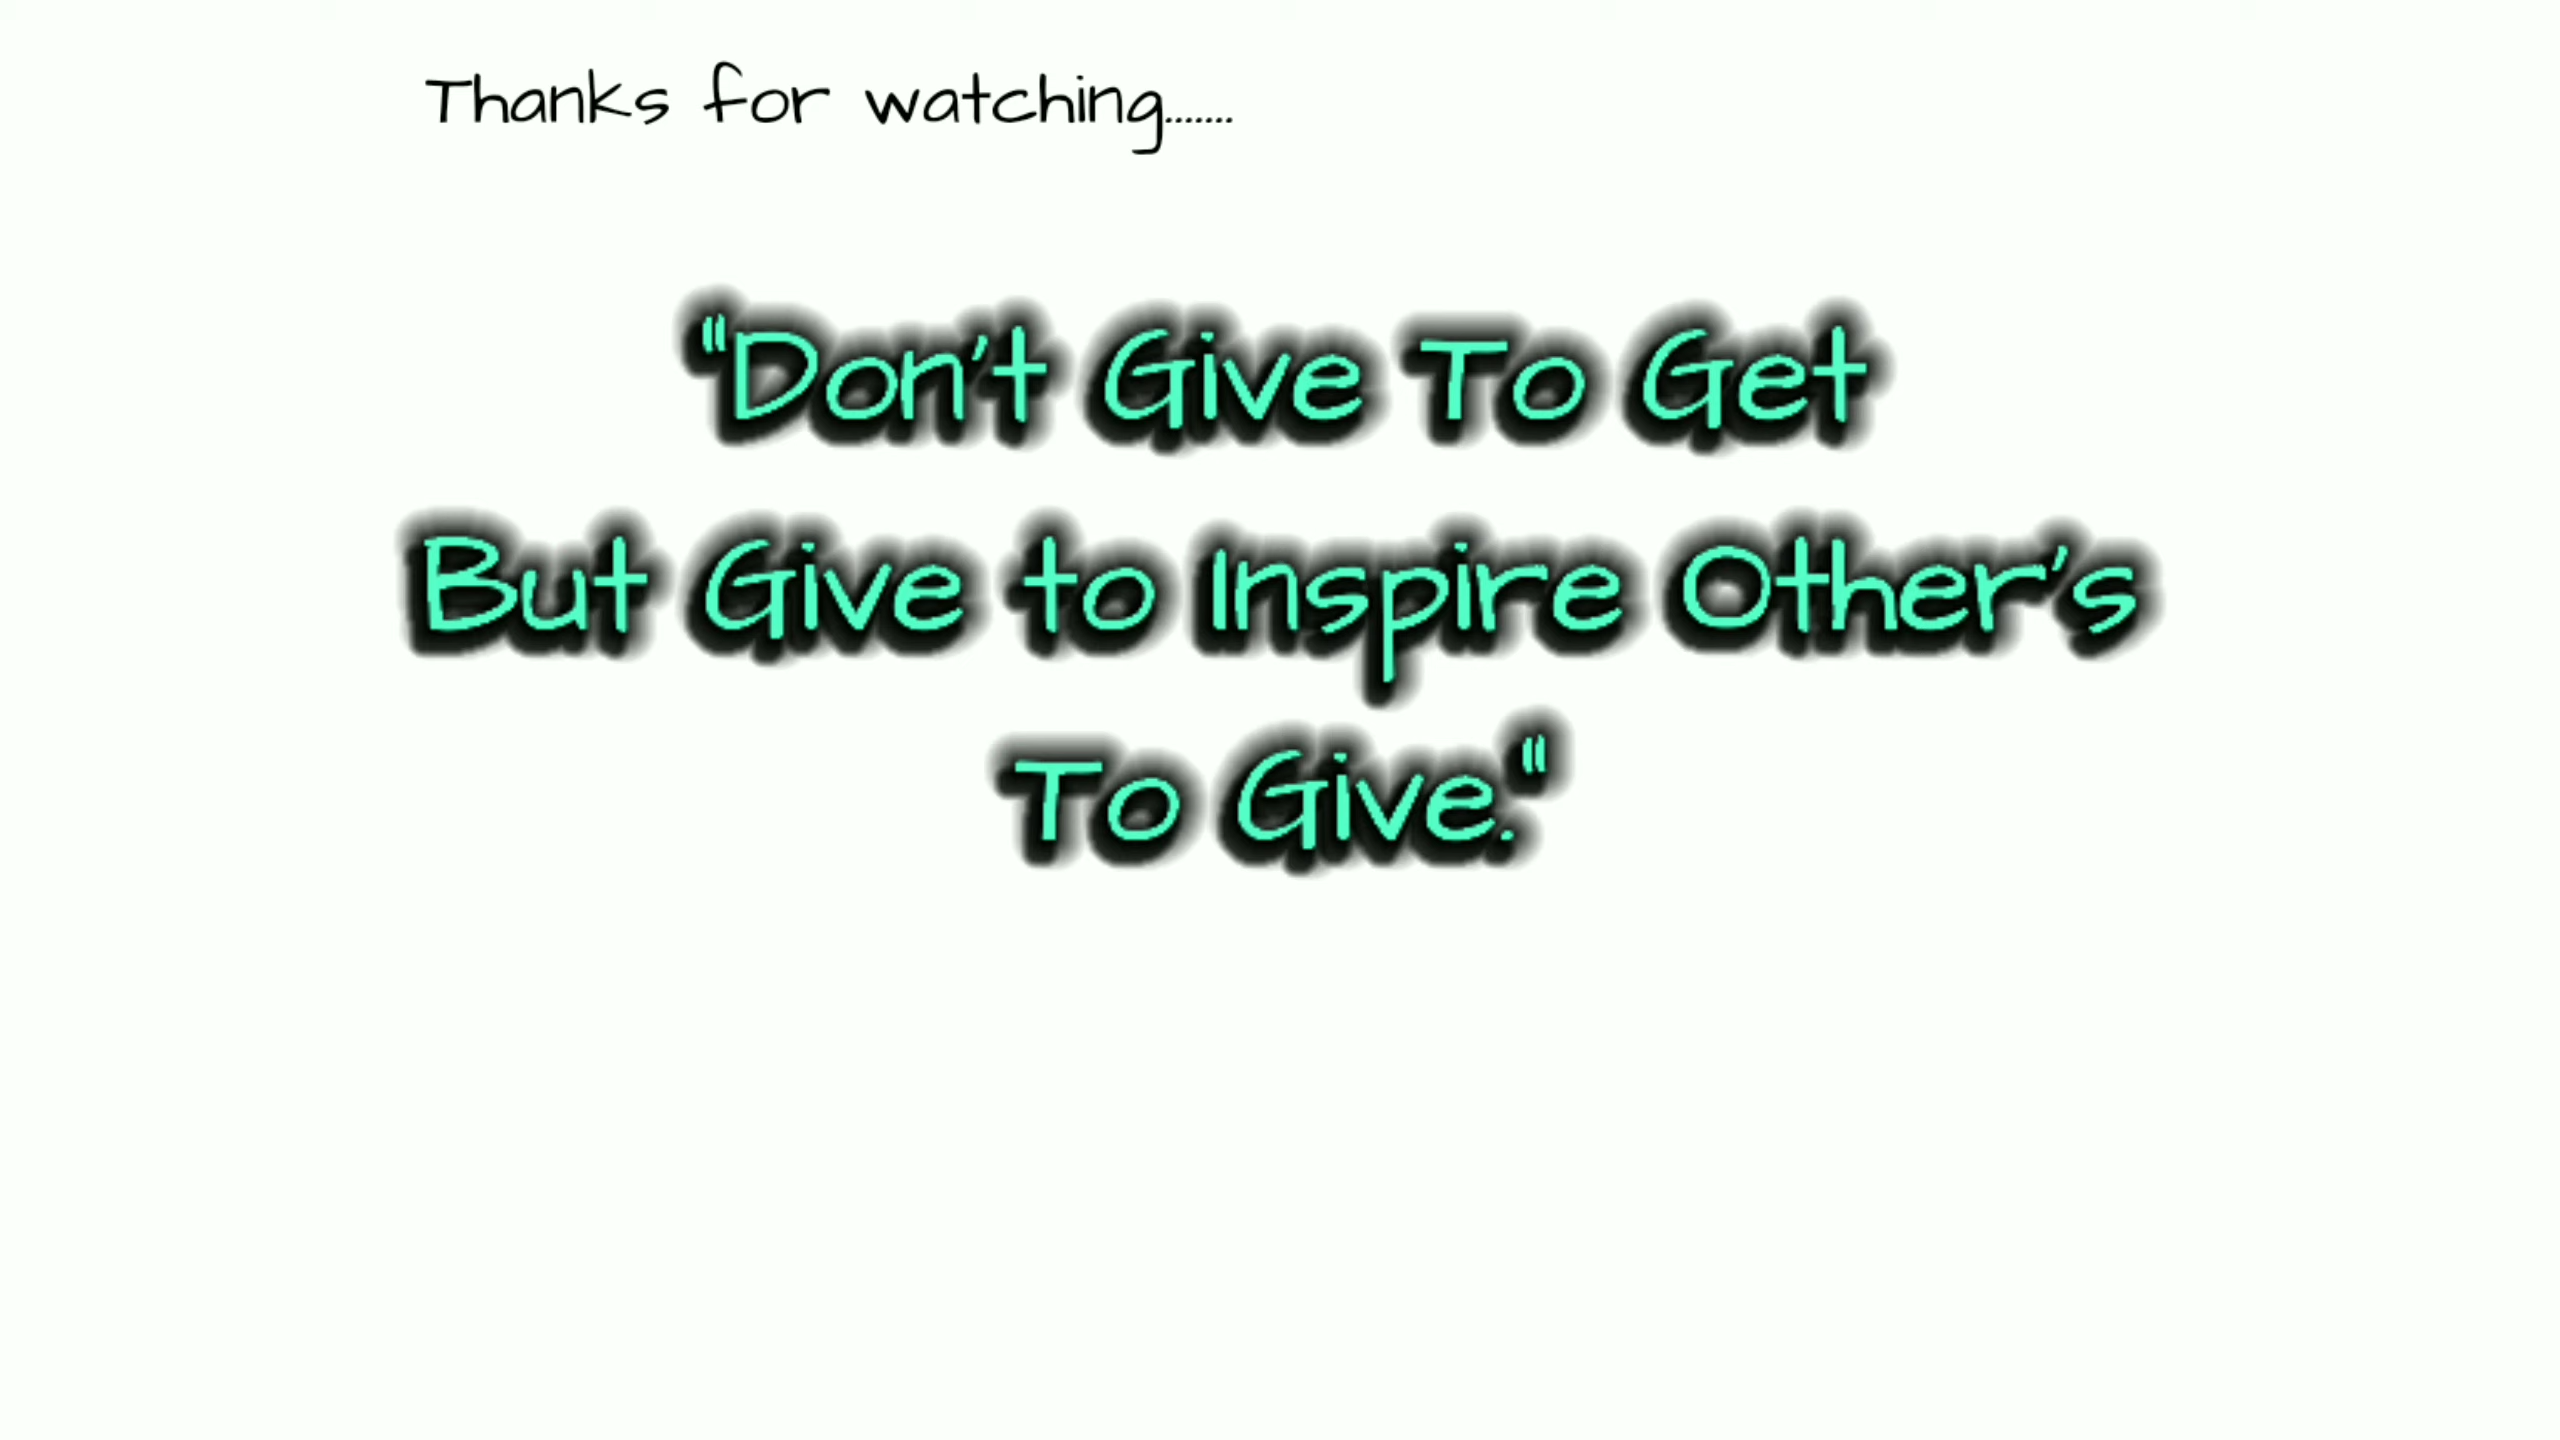 Thanks for watching.......
"Don't Give To Get
But Give to Inspire Other's
To Give."